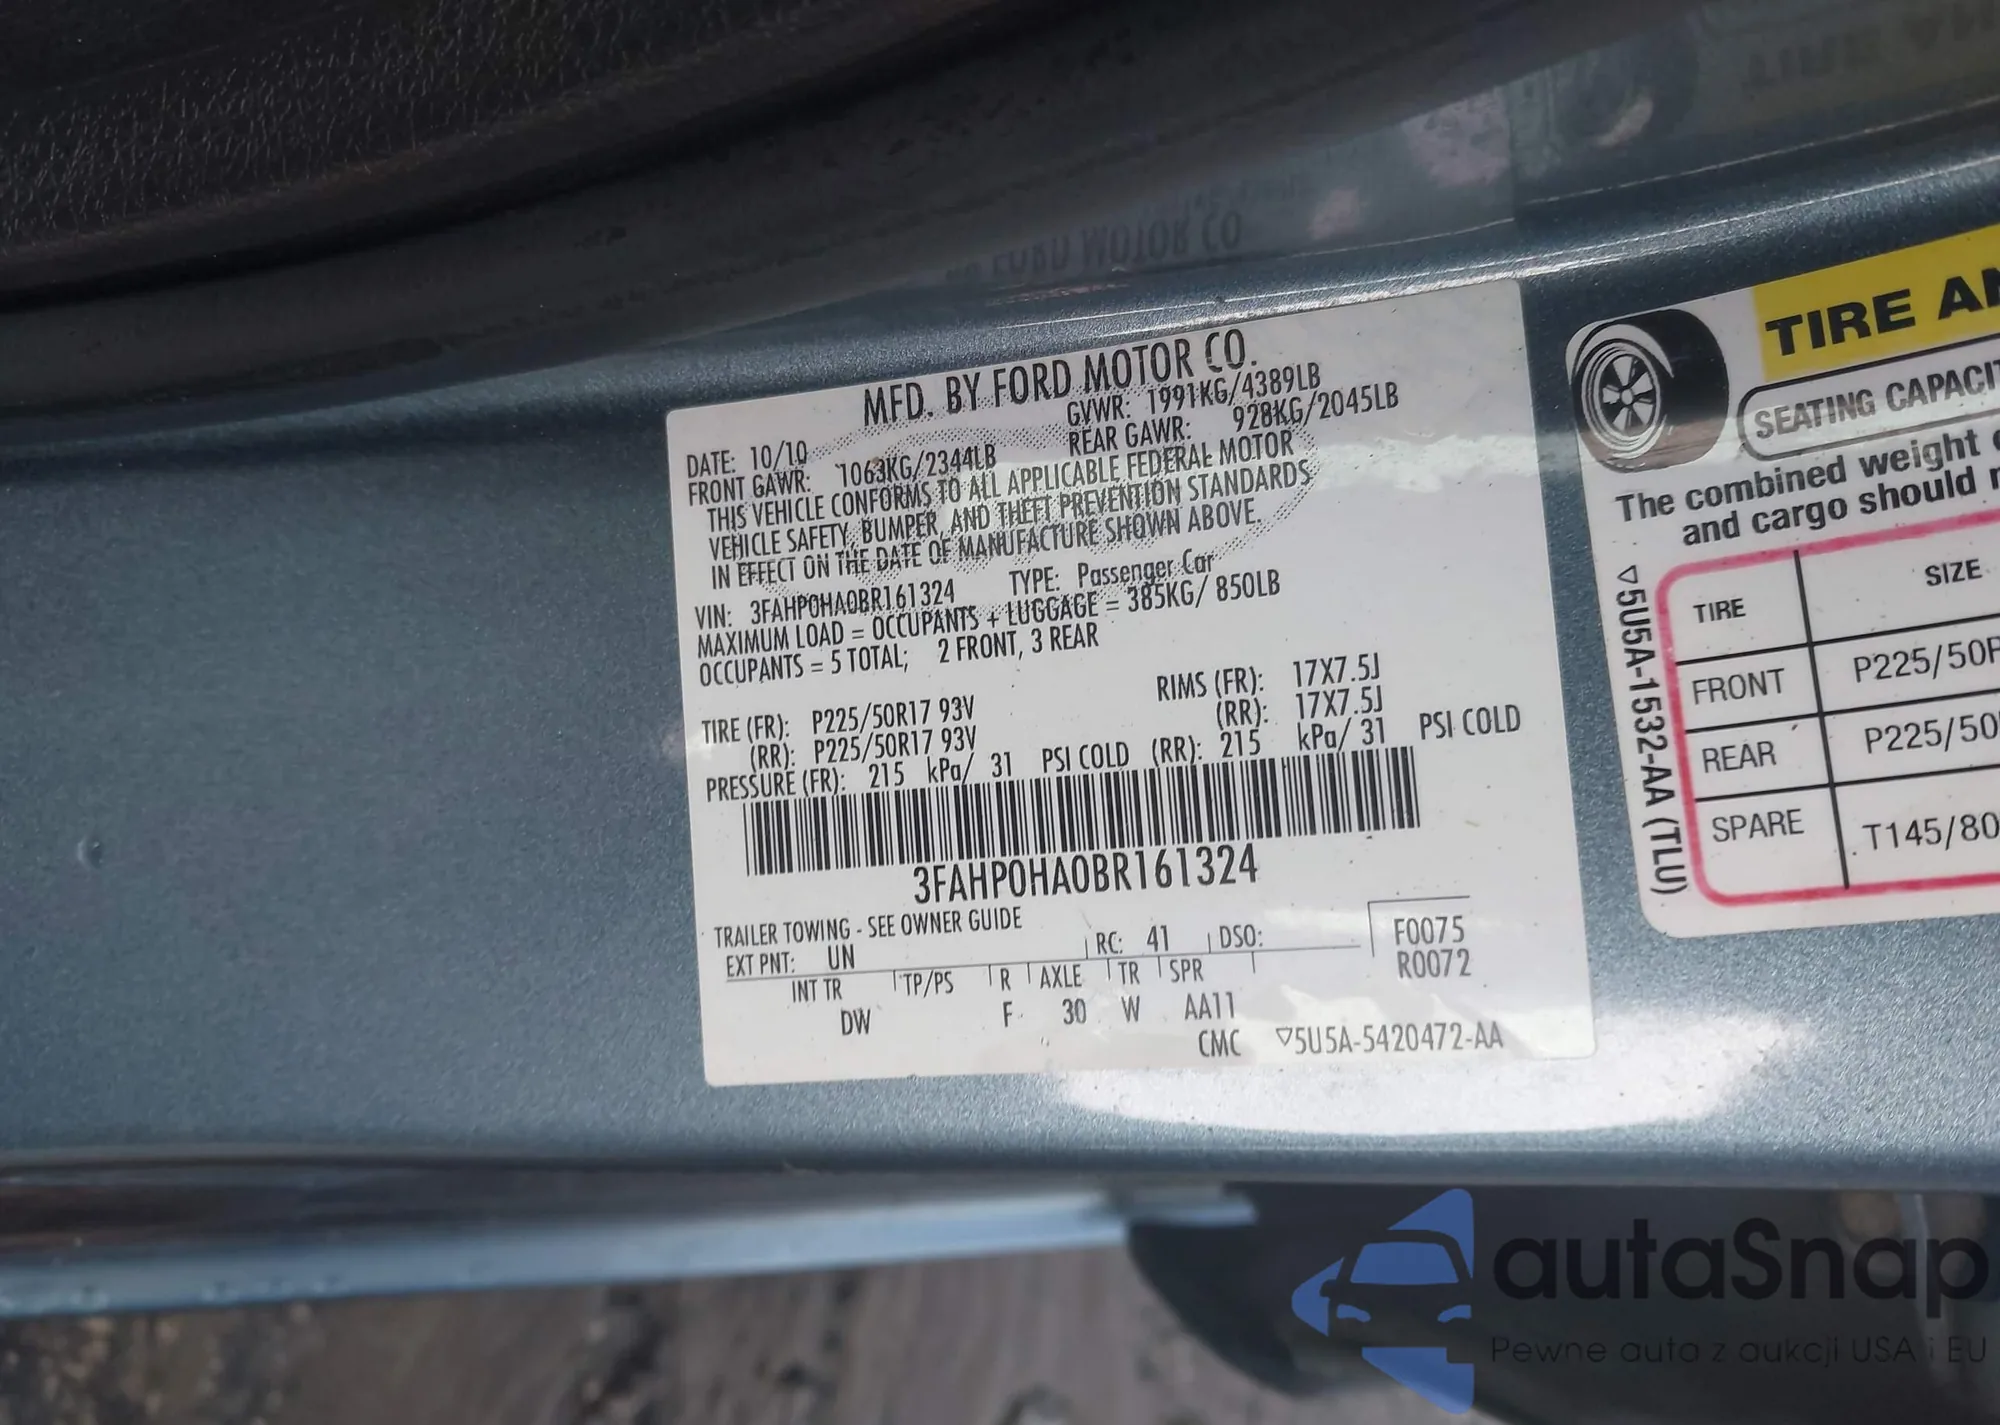 MFD. BY FORD MOTOR CO.
DATE: 10/10 GVWR: 1991KG/4389LB
FRONT GAWR: 1063KG/2344LB REAR GAWR: 928KG/2045LB
THIS VEHICLE CONFORMS TO ALL APPLICABLE FEDERAL MOTOR
VEHICLE SAFETY, BUMPER, AND THEFT PREVENTION STANDARDS
IN EFFECT ON THE DATE OF MANUFACTURE SHOWN ABOVE.
VIN: 3FAHP0HA0BR161324 TYPE: Passenger Car
MAXIMUM LOAD = OCCUPANTS + LUGGAGE = 385KG/ 850LB
OCCUPANTS = 5 TOTAL; 2 FRONT, 3 REAR
TIRE (FR): P225/50R17 93V RIMS (FR): 17X7.5J
(RR): P225/50R17 93V (RR): 17X7.5J
PRESSURE (FR): 215 kPa/ 31 PSI COLD (RR): 215 kPa/ 31 PSI COLD
3FAHP0HA0BR161324
TRAILER TOWING - SEE OWNER GUIDE
EXT PNT: UN RC: 41 DSO: F0075
R0072
INT TR TP/PS R AXLE TR SPR
DW F 30 W AA11
CMC ▽5U5A-5420472-AA
TIRE
SEATING
The combined weight
and cargo should
▽5U5A-1532-AA (TLU)
TIRE SIZE
FRONT P225/50
REAR P225/50
SPARE T145/80
FORD MOTOR CO
autaSnap
Pewne auta z aukcji USA i EU